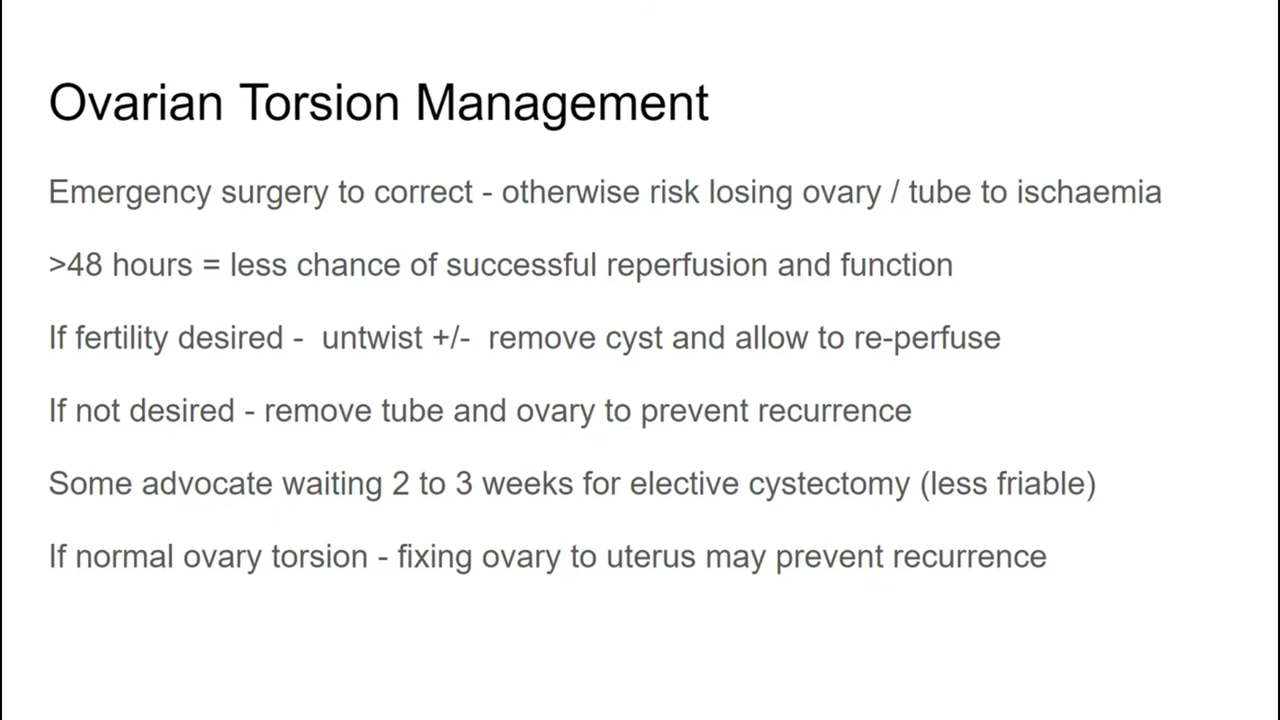 Ovarian Torsion Management
Emergency surgery to correct - otherwise risk losing ovary / tube to ischaemia
>48 hours = less chance of successful reperfusion and function
If fertility desired -  untwist +/-  remove cyst and allow to re-perfuse
If not desired - remove tube and ovary to prevent recurrence
Some advocate waiting 2 to 3 weeks for elective cystectomy (less friable)
If normal ovary torsion - fixing ovary to uterus may prevent recurrence